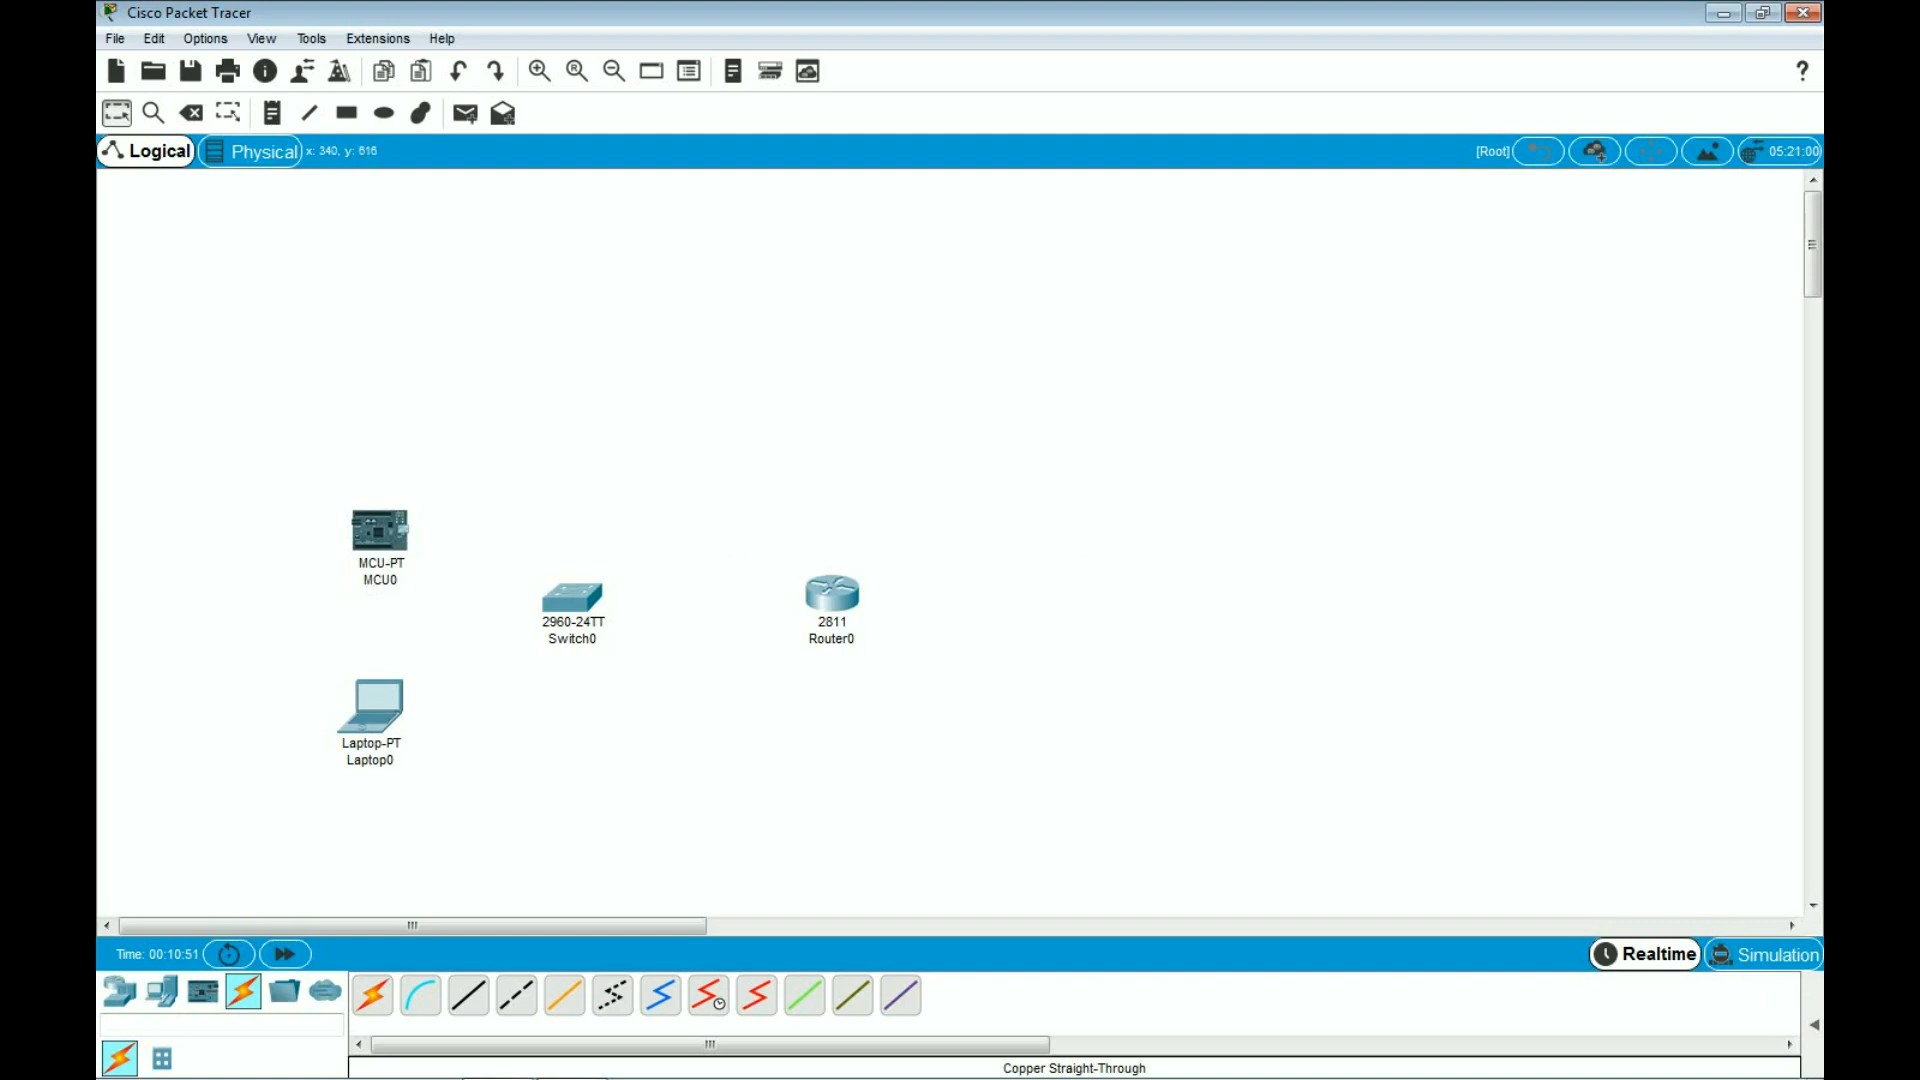 Cisco Packet Tracer
File Edit Options View Tools Extensions Help
?
Logical Physical x: 340, y: 616 [Root] 05:21:00
MCU-PT
MCU0
2960-24TT
Switch0
2811
Router0
Laptop-PT
Laptop0
Time: 00:10:51 Realtime Simulation
Copper Straight-Through